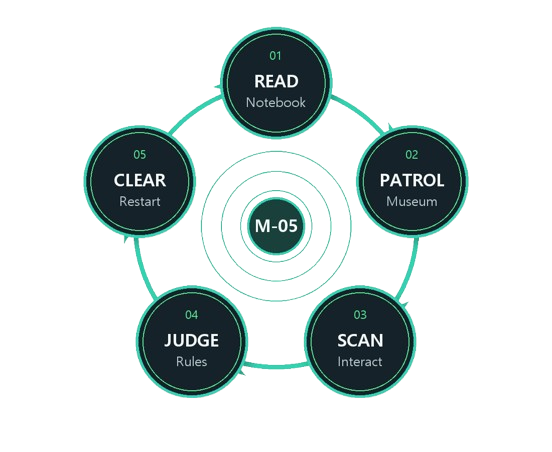 01
READ
Notebook
02
PATROL
Museum
03
SCAN
Interact
04
JUDGE
Rules
05
CLEAR
Restart
M-05